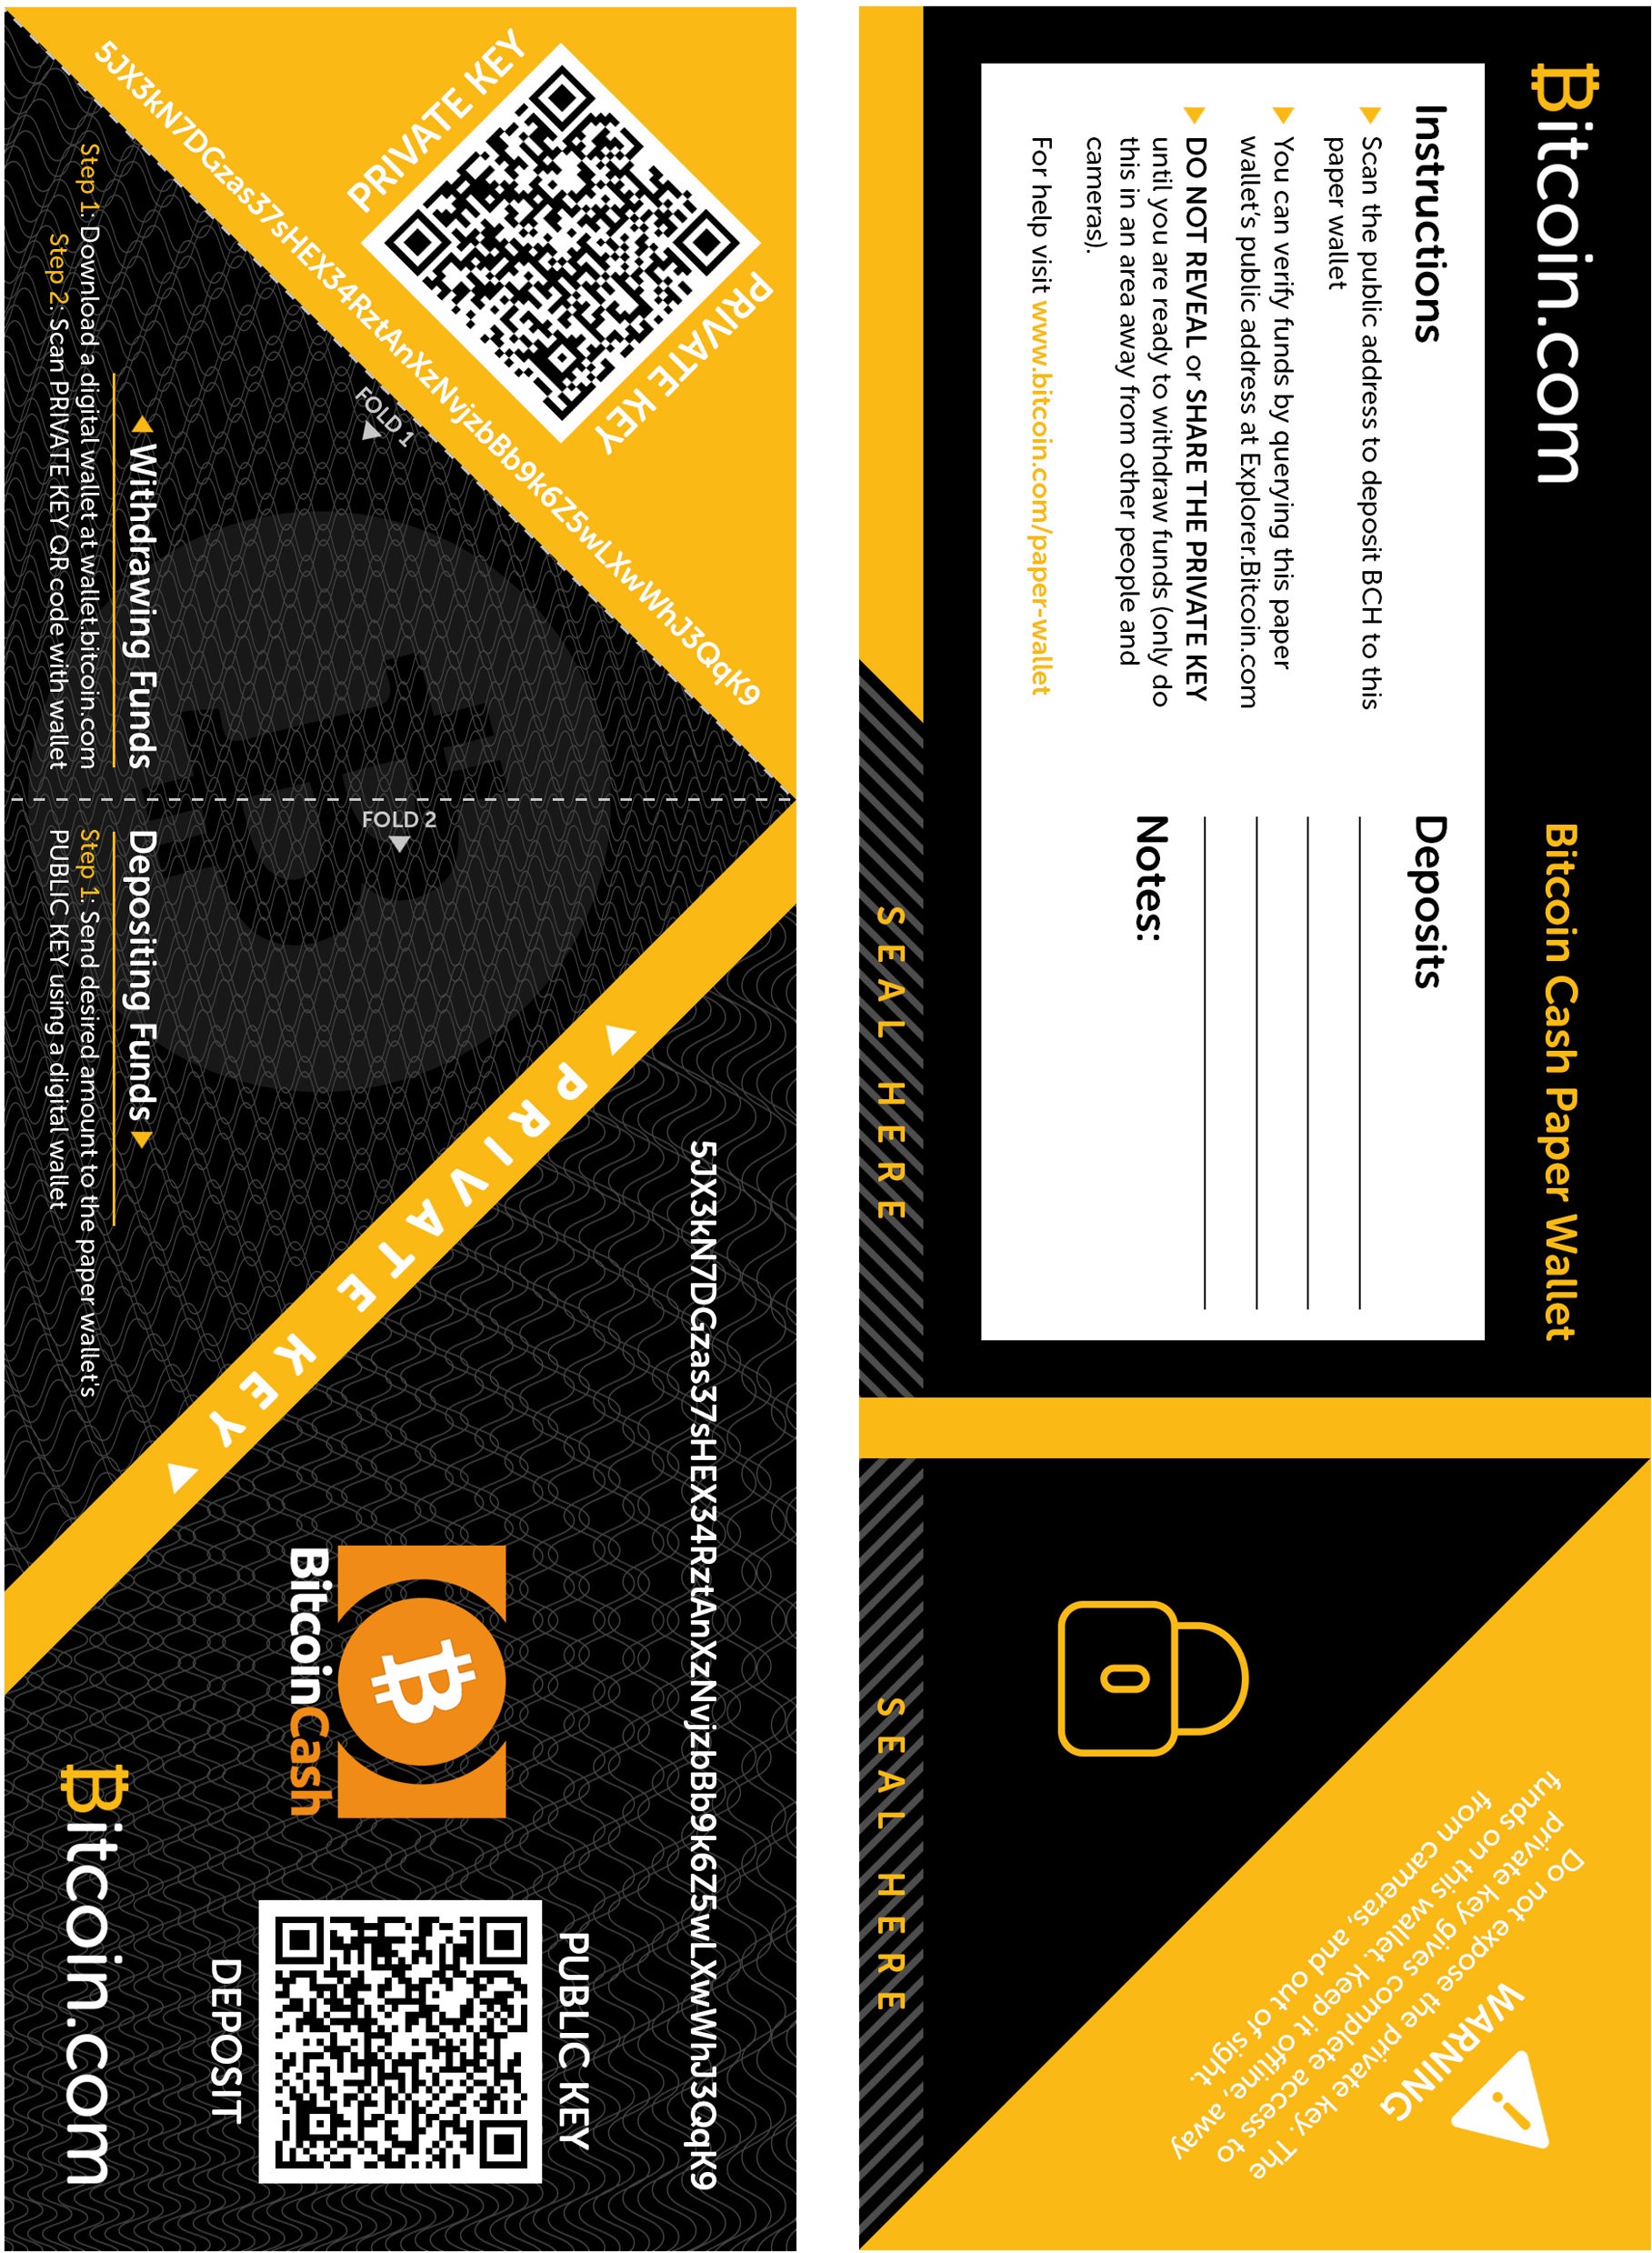 Bitcoin.com
Bitcoin Cash Paper Wallet
Instructions
Scan the public address to deposit BCH to this
paper wallet
You can verify funds by querying this paper
wallet's public address at Explorer.Bitcoin.com
DO NOT REVEAL or SHARE THE PRIVATE KEY
until you are ready to withdraw funds (only do
this in an area away from other people and
cameras).
For help visit www.bitcoin.com/paper-wallet
Deposits
Notes:
SEAL HERE
SEAL HERE
WARNING
Do not expose the private key. The
private key gives complete access to
funds on this wallet. Keep it offline, away
from cameras, and out of sight.
PRIVATE KEY
PRIVATE KEY
5JX3kN7DGzas37sHEX34RztAnXzNvjzbBb9k6Z5wLXwWhJ3QqK9
FOLD 1
FOLD 2
Withdrawing Funds
Step 1: Download a digital wallet at wallet.bitcoin.com
Step 2: Scan PRIVATE KEY QR code with wallet
Depositing Funds
Step 1: Send desired amount to the paper wallet's
PUBLIC KEY using a digital wallet
PRIVATE KEY
5JX3kN7DGzas37sHEX34RztAnXzNvjzbBb9k6Z5wLXwWhJ3QqK9
BitcoinCash
PUBLIC KEY
DEPOSIT
Bitcoin.com